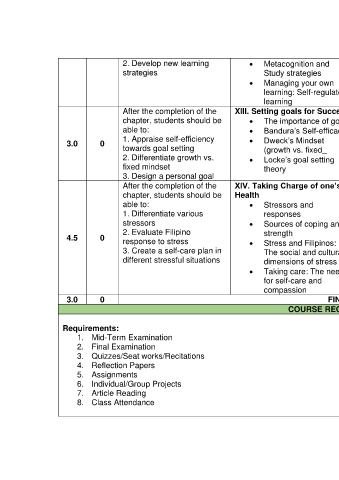 2. Develop new learning
strategies
• Metacognition and
Study strategies
• Managing your own
learning: Self-regulate
learning
3.0
0
After the completion of the
chapter, students should be
able to:
1. Appraise self-efficiency
towards goal setting
2. Differentiate growth vs.
fixed mindset
3. Design a personal goal
XIII. Setting goals for Succe
• The importance of go
• Bandura's Self-effica
• Dweck's Mindset
(growth vs. fixed_
• Locke's goal setting
theory
4.5
0
After the completion of the
chapter, students should be
able to:
1. Differentiate various
stressors
2. Evaluate Filipino
response to stress
3. Create a self-care plan in
different stressful situations
XIV. Taking Charge of one's
Health
• Stressors and
responses
• Sources of coping an
strength
• Stress and Filipinos:
The social and cultura
dimensions of stress
• Taking care: The nee
for self-care and
compassion
3.0
0
FIN
COURSE REQ
Requirements:
1. Mid-Term Examination
2. Final Examination
3. Quizzes/Seat works/Recitations
4. Reflection Papers
5. Assignments
6. Individual/Group Projects
7. Article Reading
8. Class Attendance